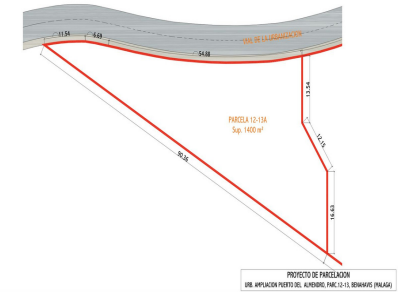 11.54
6.69
54.88
13.54
PARCELA 12-13A
Sup. 1400 m²
12.15
90.36
16.63
PROYECTO DE PARCELACION
URB. AMPLIACION PUERTO DEL ALMENDRO, PARC.12-13, BENAHAVIS (MALAGA)